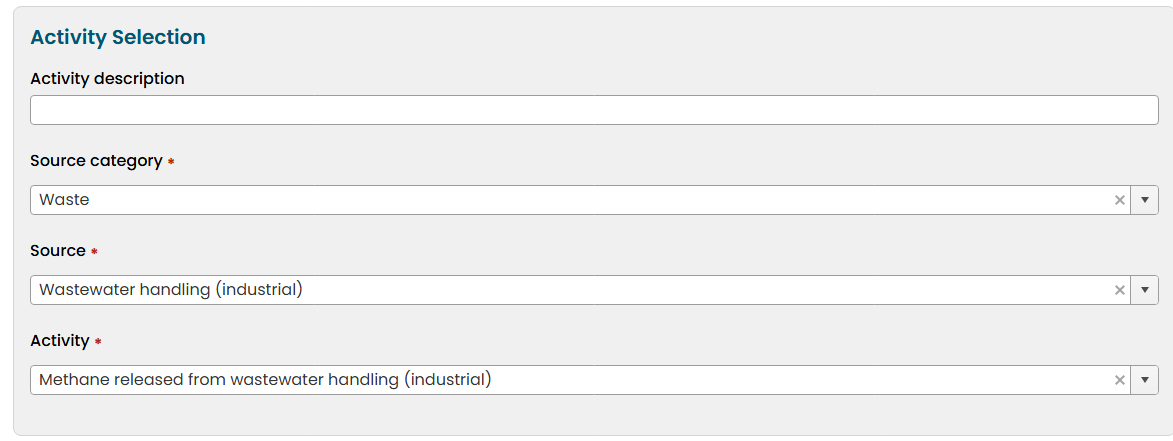 Activity Selection
Activity description
Source category *
Waste
Source *
Wastewater handling (industrial)
Activity *
Methane released from wastewater handling (industrial)